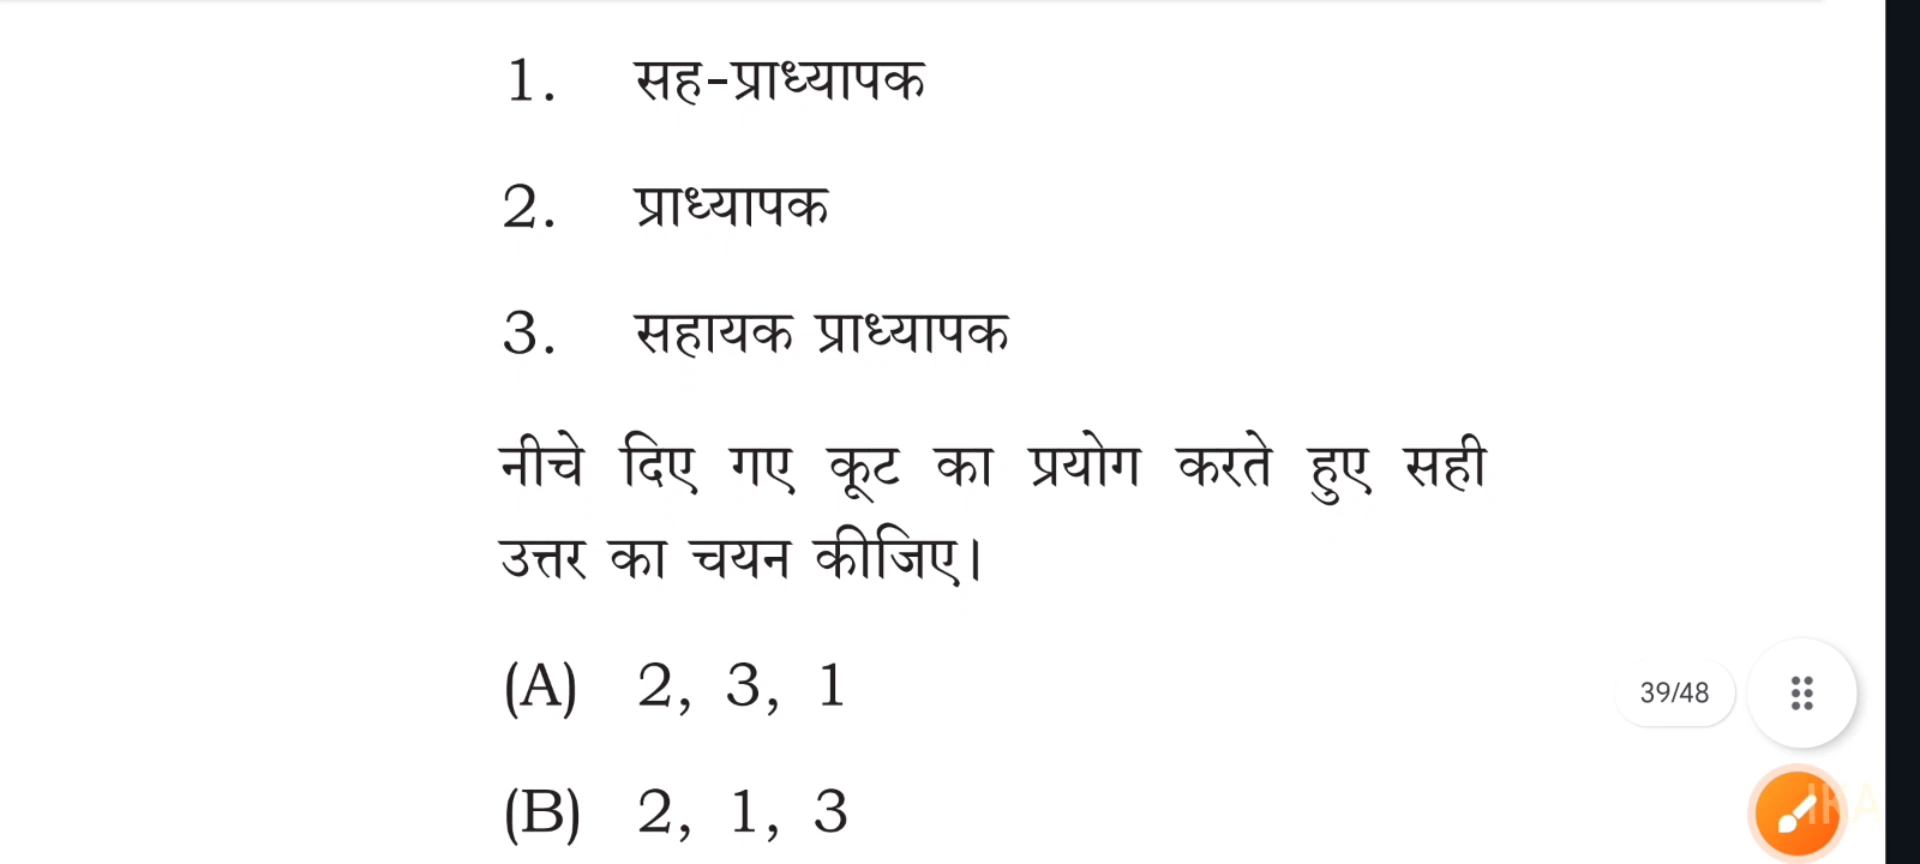 1. सह-प्राध्यापक
2. प्राध्यापक
3. सहायक प्राध्यापक
नीचे दिए गए कूट का प्रयोग करते हुए सही
उत्तर का चयन कीजिए।
(A) 2, 3, 1
39/48
(B) 2, 1, 3